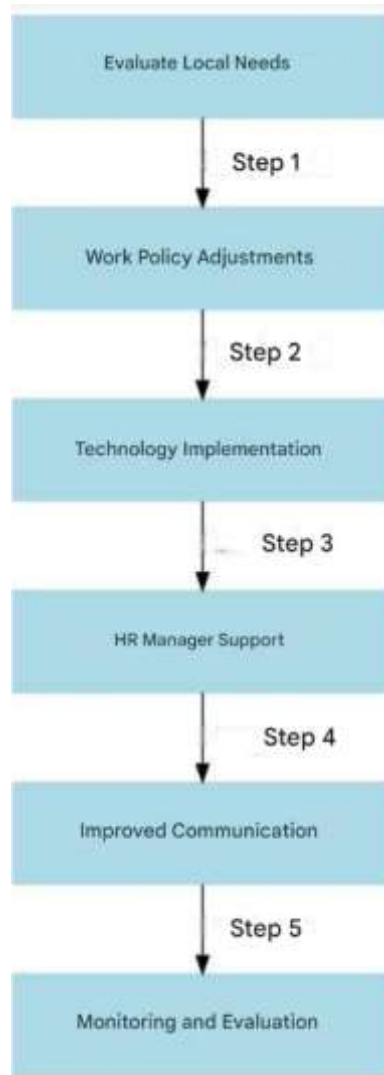 Evaluate Local Needs
Step 1
Work Policy Adjustments
Step 2
Technology Implementation
Step 3
HR Manager Support
Step 4
Improved Communication
Step 5
Monitoring and Evaluation